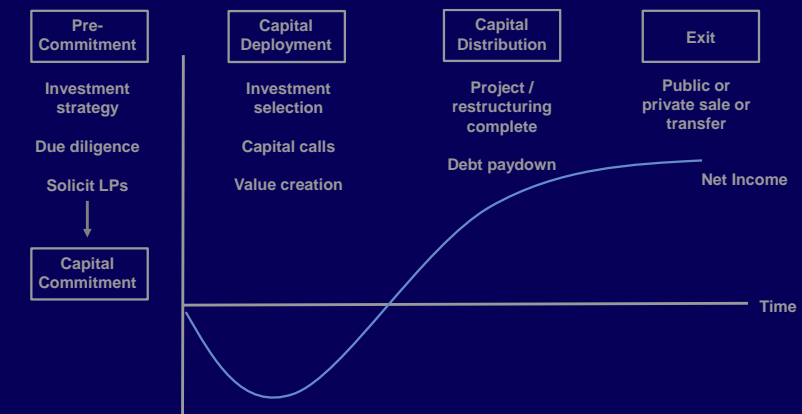 Pre-
Commitment
Investment
strategy
Due diligence
Solicit LPs
Capital
Commitment
Capital
Deployment
Investment
selection
Capital calls
Value creation
Capital
Distribution
Project /
restructuring
complete
Debt paydown
Exit
Public or
private sale or
transfer
Net Income
Time